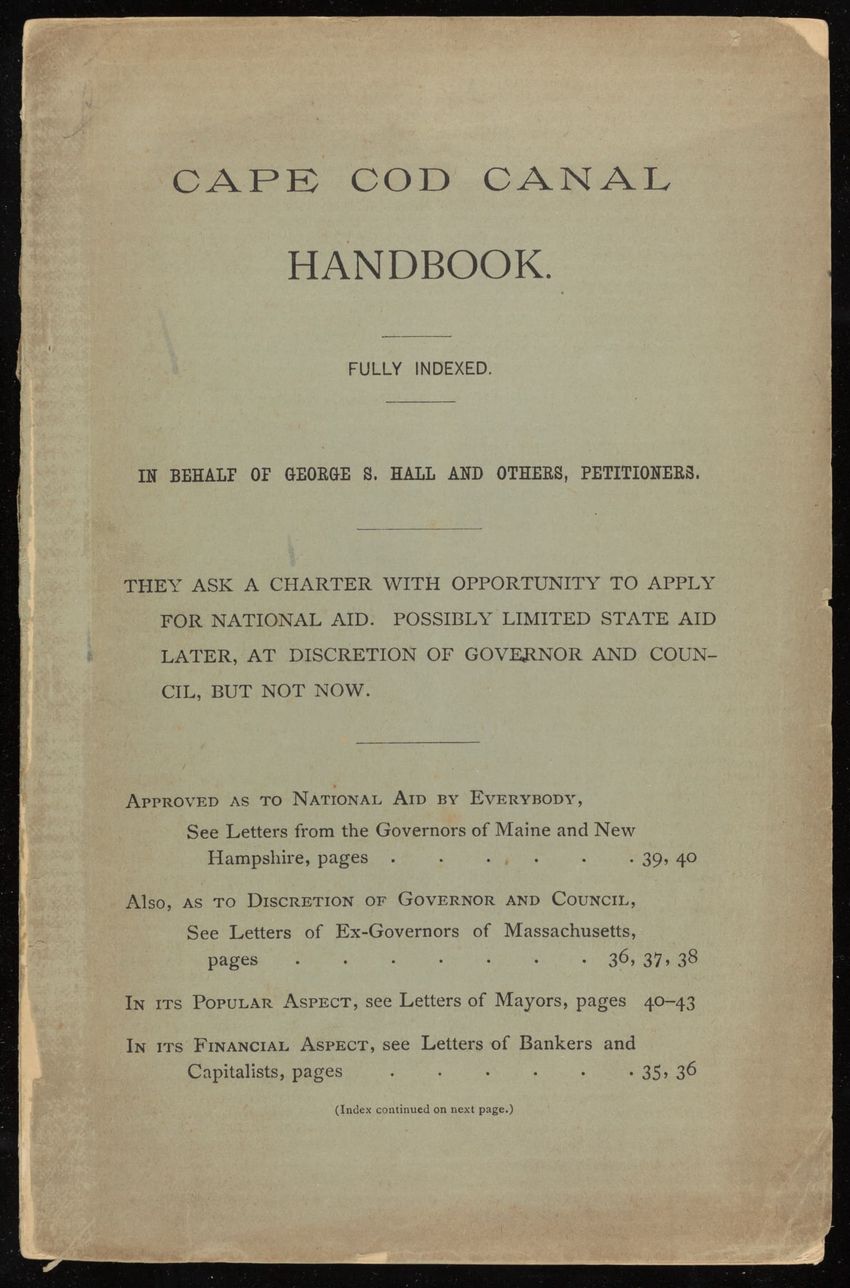 CAPE COD CANAL
HANDBOOK.
FULLY INDEXED.
IN BEHALF OF GEORGE S. HALL AND OTHERS, PETITIONERS.
THEY ASK A CHARTER WITH OPPORTUNITY TO APPLY
FOR NATIONAL AID. POSSIBLY LIMITED STATE AID
LATER, AT DISCRETION OF GOVERNOR AND COUN-
CIL, BUT NOT NOW.
APPROVED AS TO NATIONAL AID BY EVERYBODY,
See Letters from the Governors of Maine and New
Hampshire, pages . . . . . . 39, 40
Also, AS TO DISCRETION OF GOVERNOR AND COUNCIL,
See Letters of Ex-Governors of Massachusetts,
pages . . . . . . . 36, 37, 38
IN ITS POPULAR ASPECT, see Letters of Mayors, pages 40–43
IN ITS FINANCIAL ASPECT, see Letters of Bankers and
Capitalists, pages . . . . . . 35, 36
(Index continued on next page.)